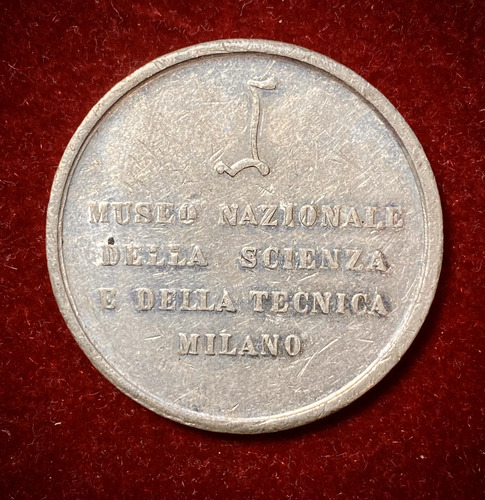 MUSEO NAZIONALE
DELLA SCIENZA
E DELLA TECNICA
MILANO